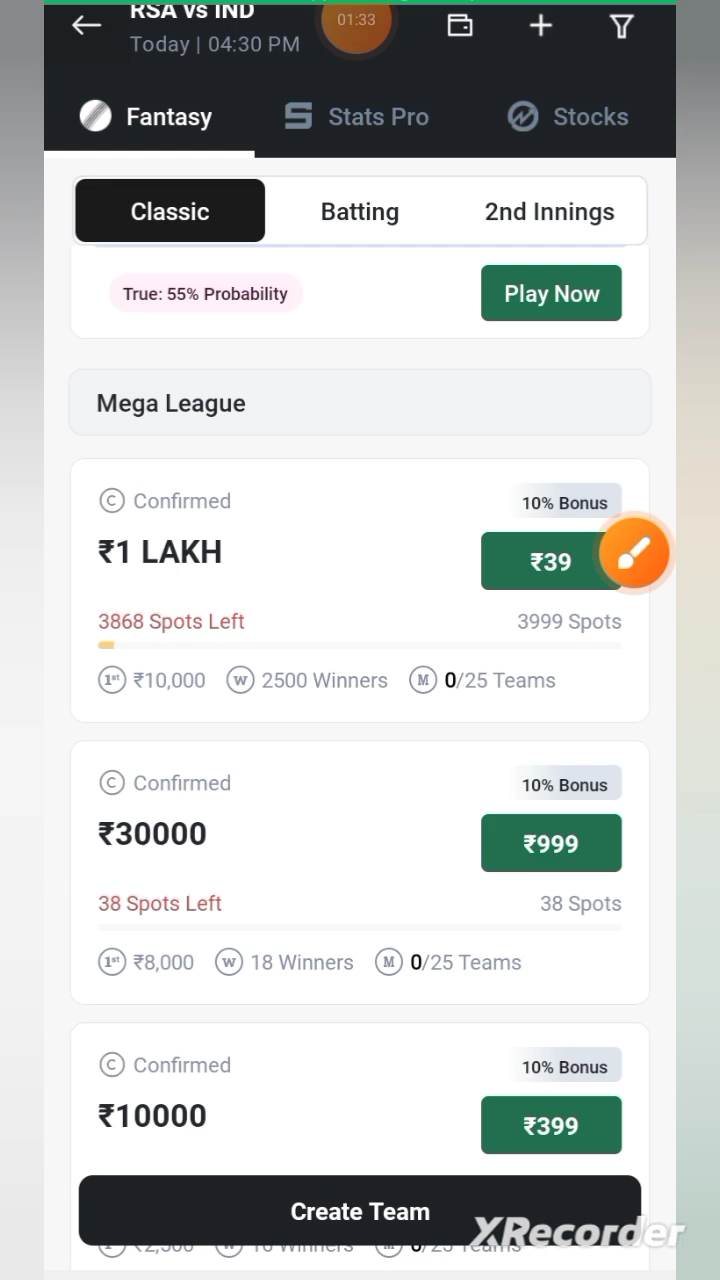 RSA vs IND
Today | 04:30 PM
01:33
Fantasy
Stats Pro
Stocks
Classic
Batting
2nd Innings
True: 55% Probability
Play Now
Mega League
C Confirmed
10% Bonus
₹1 LAKH
₹39
3868 Spots Left
3999 Spots
1st ₹10,000 W 2500 Winners M 0/25 Teams
C Confirmed
10% Bonus
₹30000
₹999
38 Spots Left
38 Spots
1st ₹8,000 W 18 Winners M 0/25 Teams
C Confirmed
10% Bonus
₹10000
₹399
Create Team
XRecorder